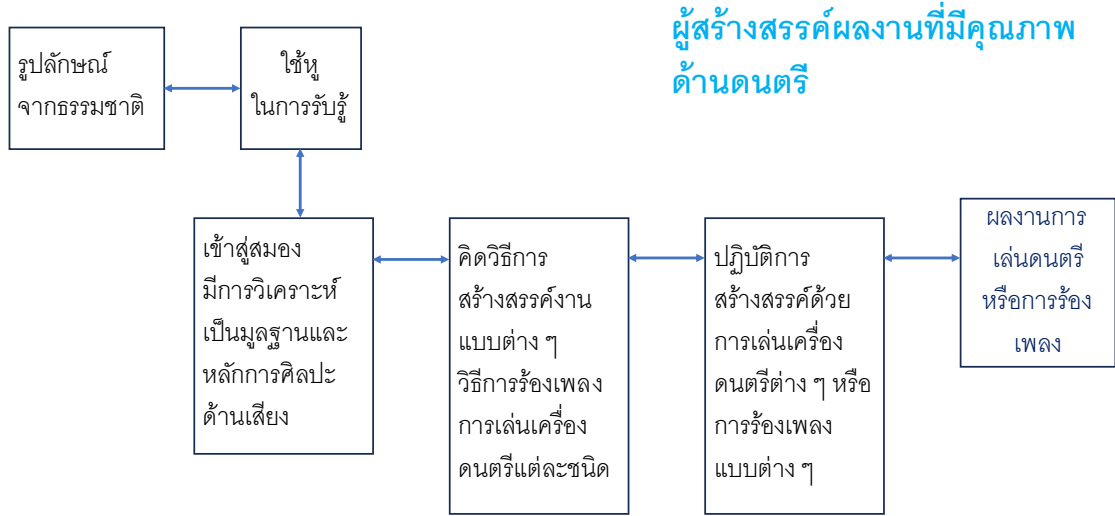 ผู้สร้างสรรค์ผลงานที่มีคุณภาพ
ด้านดนตรี
รูปลักษณ์
จากธรรมชาติ
ใช้หู
ในการรับรู้
เข้าสู่สมอง
มีการวิเคราะห์
เป็นมูลฐานและ
หลักการศิลปะ
ด้านเสียง
คิดวิธีการ
สร้างสรรค์งาน
แบบต่าง ๆ
วิธีการร้องเพลง
การเล่นเครื่อง
ดนตรีแต่ละชนิด
ปฏิบัติการ
สร้างสรรค์ด้วย
การเล่นเครื่อง
ดนตรีต่าง ๆ หรือ
การร้องเพลง
แบบต่าง ๆ
ผลงานการ
เล่นดนตรี
หรือการร้อง
เพลง